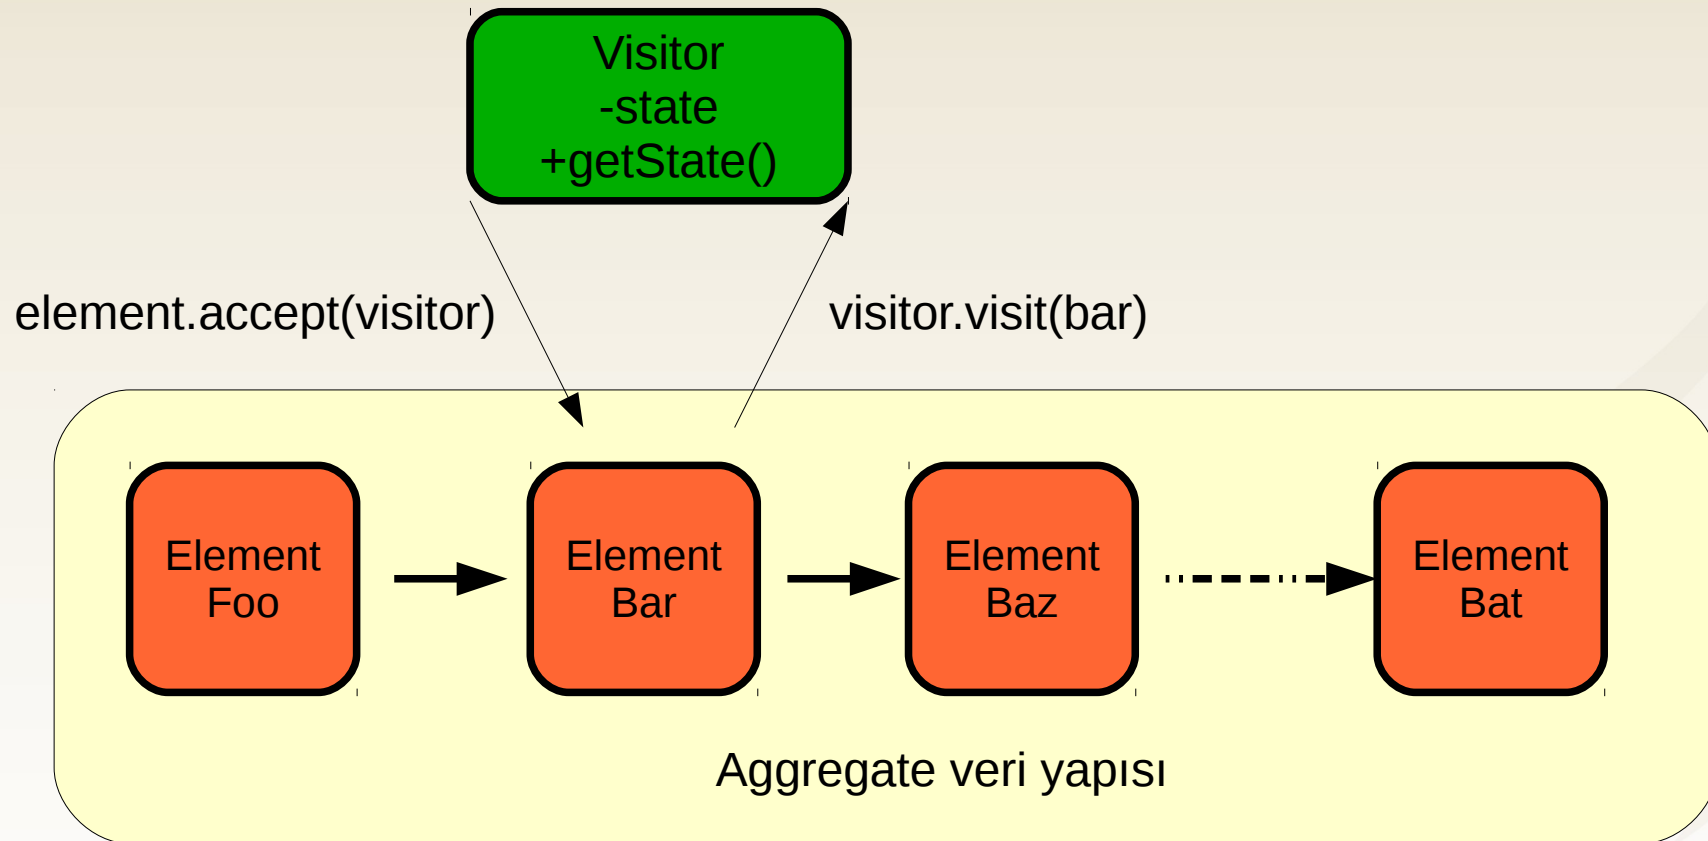 Visitor
-state
+getState()
element.accept(visitor)
visitor.visit(bar)
Element
Foo
Element
Bar
Element
Baz
Element
Bat
Aggregate veri yapısı